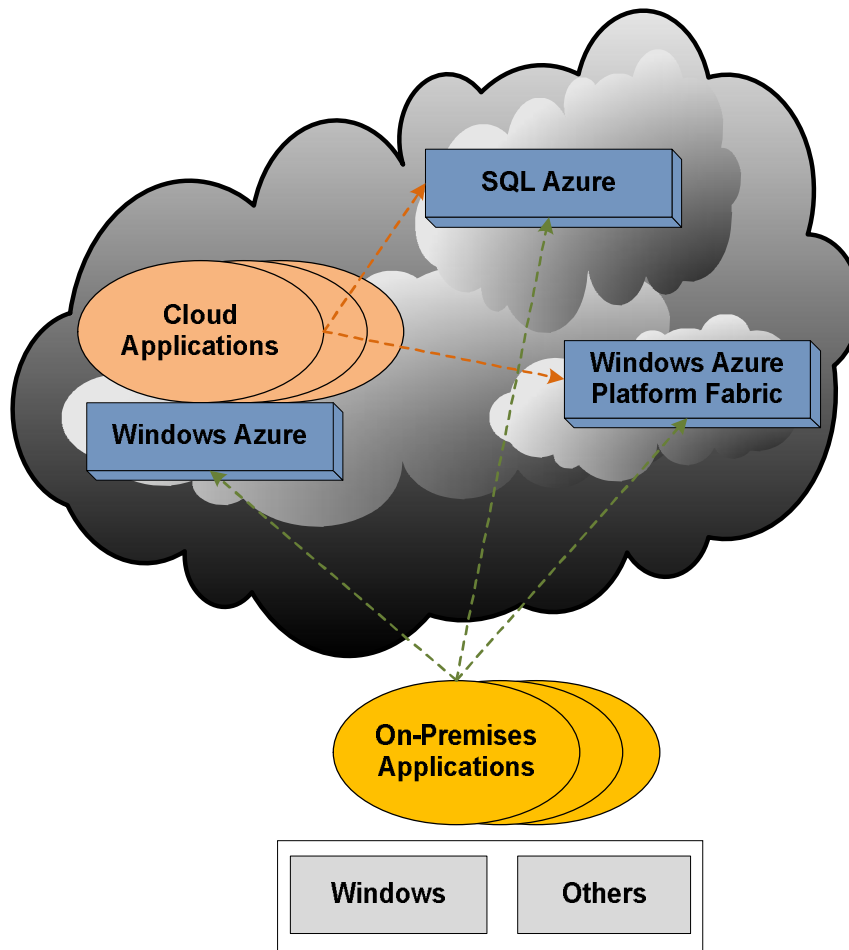 SQL Azure
Cloud
Applications
Windows Azure
Platform Fabric
Windows Azure
On-Premises
Applications
Windows
Others